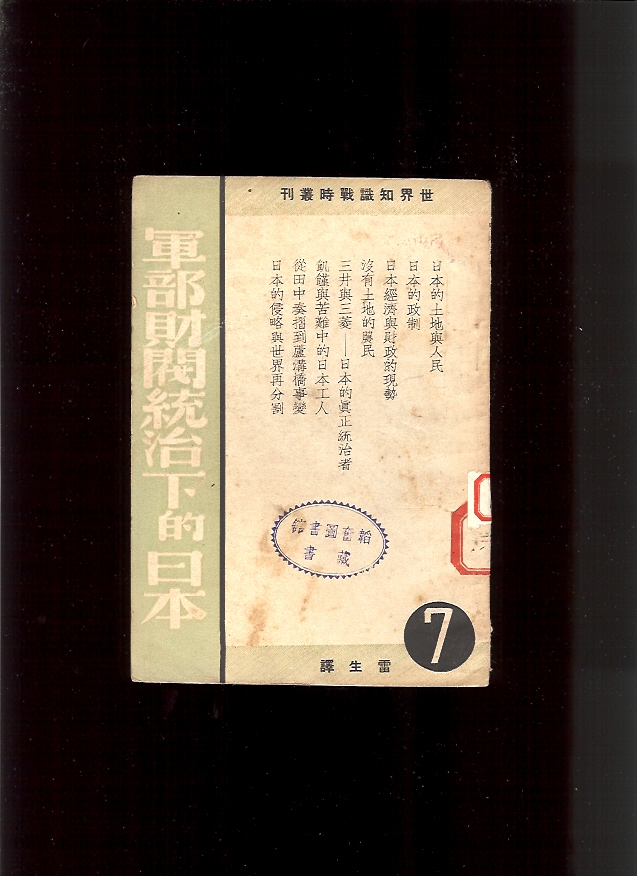 世界知識戰時叢刊
日本的土地與人民
日本的政制
日本經濟與財政的現勢
沒有土地的農民
三井與三菱——日本的眞正統治者
飢饉與苦難中的日本工人
從田中奏摺到蘆溝橋事變
日本的侵略與世界再分割
軍部財閥統治下的日本
韜奮圖書館
藏書
7
雷生譯